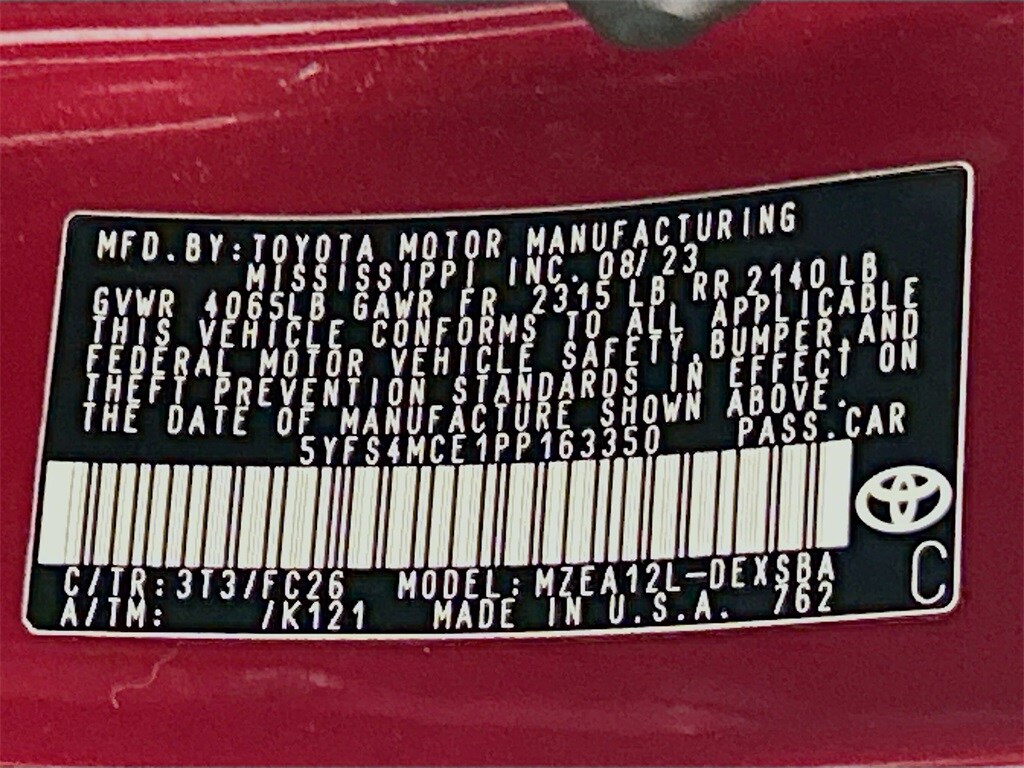 MFD.BY:TOYOTA MOTOR MANUFACTURING
MISSISSIPPI INC. 08/23
GVWR 4065LB GAWR FR 2315 LB RR 2140LB
THIS VEHICLE CONFORMS TO ALL APPLICABLE
FEDERAL MOTOR VEHICLE SAFETY,BUMPER,AND
THEFT PREVENTION STANDARDS IN EFFECT ON
THE DATE OF MANUFACTURE SHOWN ABOVE.
5YFS4MCE1PP163350 PASS.CAR
C/TR:3T3/FC26 MODEL:MZEA12L-DEXSBA
A/TM: /K121 MADE IN U.S.A. 762
C